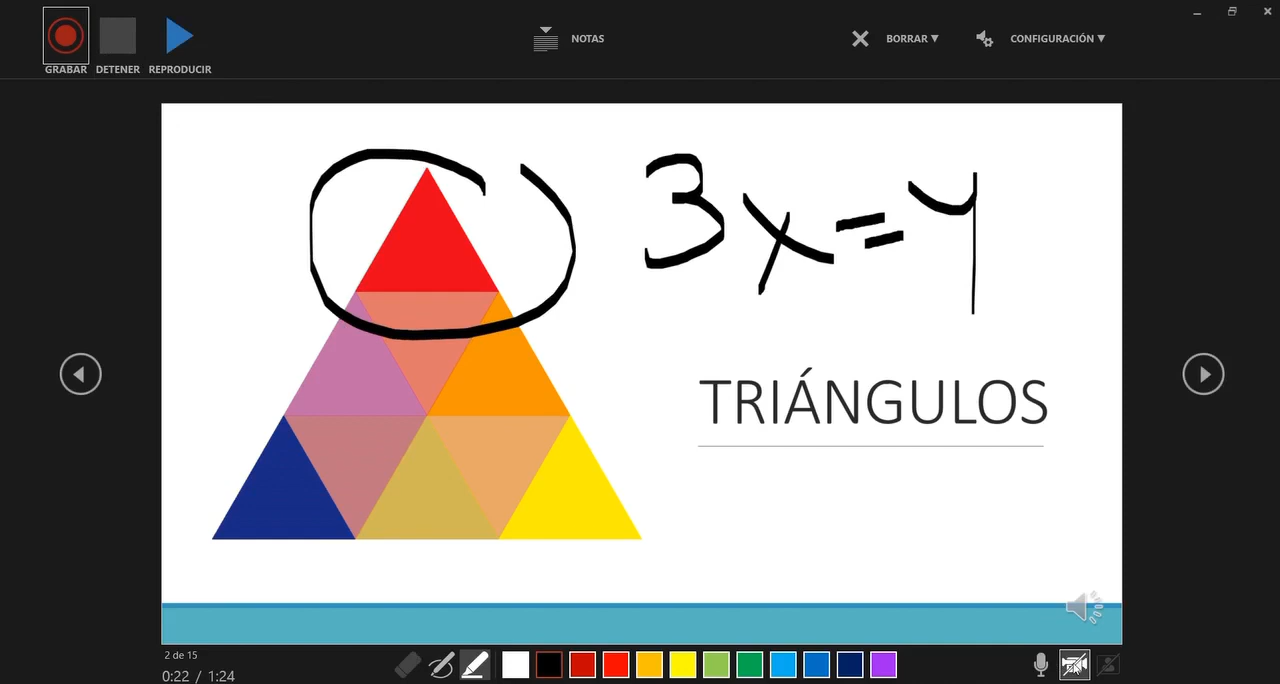 GRABAR DETENER REPRODUCIR
NOTAS
BORRAR
CONFIGURACIÓN
3x=y
TRIÁNGULOS
2 de 15
0:22 / 1:24